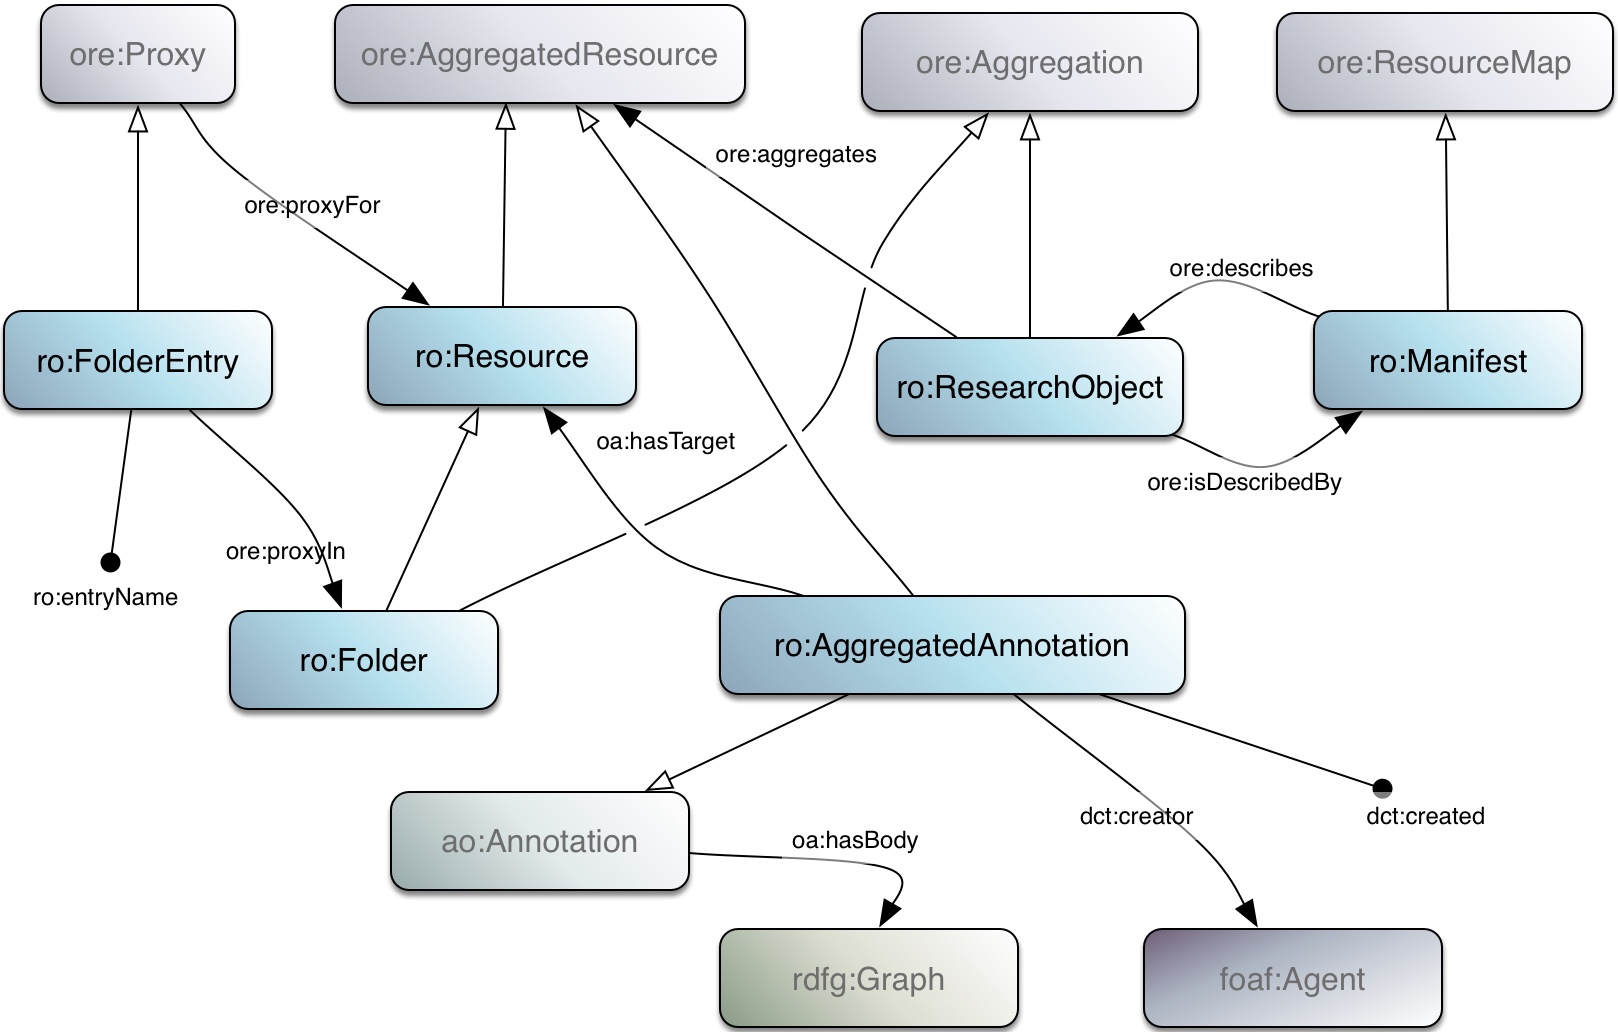 ore:Proxy
ore:AggregatedResource
ore:Aggregation
ore:ResourceMap
ore:aggregates
ore:proxyFor
ore:describes
ro:FolderEntry
ro:Resource
ro:ResearchObject
ro:Manifest
oa:hasTarget
ore:isDescribedBy
ore:proxyIn
ro:entryName
ro:Folder
ro:AggregatedAnnotation
dct:creator
dct:created
ao:Annotation
oa:hasBody
rdfg:Graph
foaf:Agent